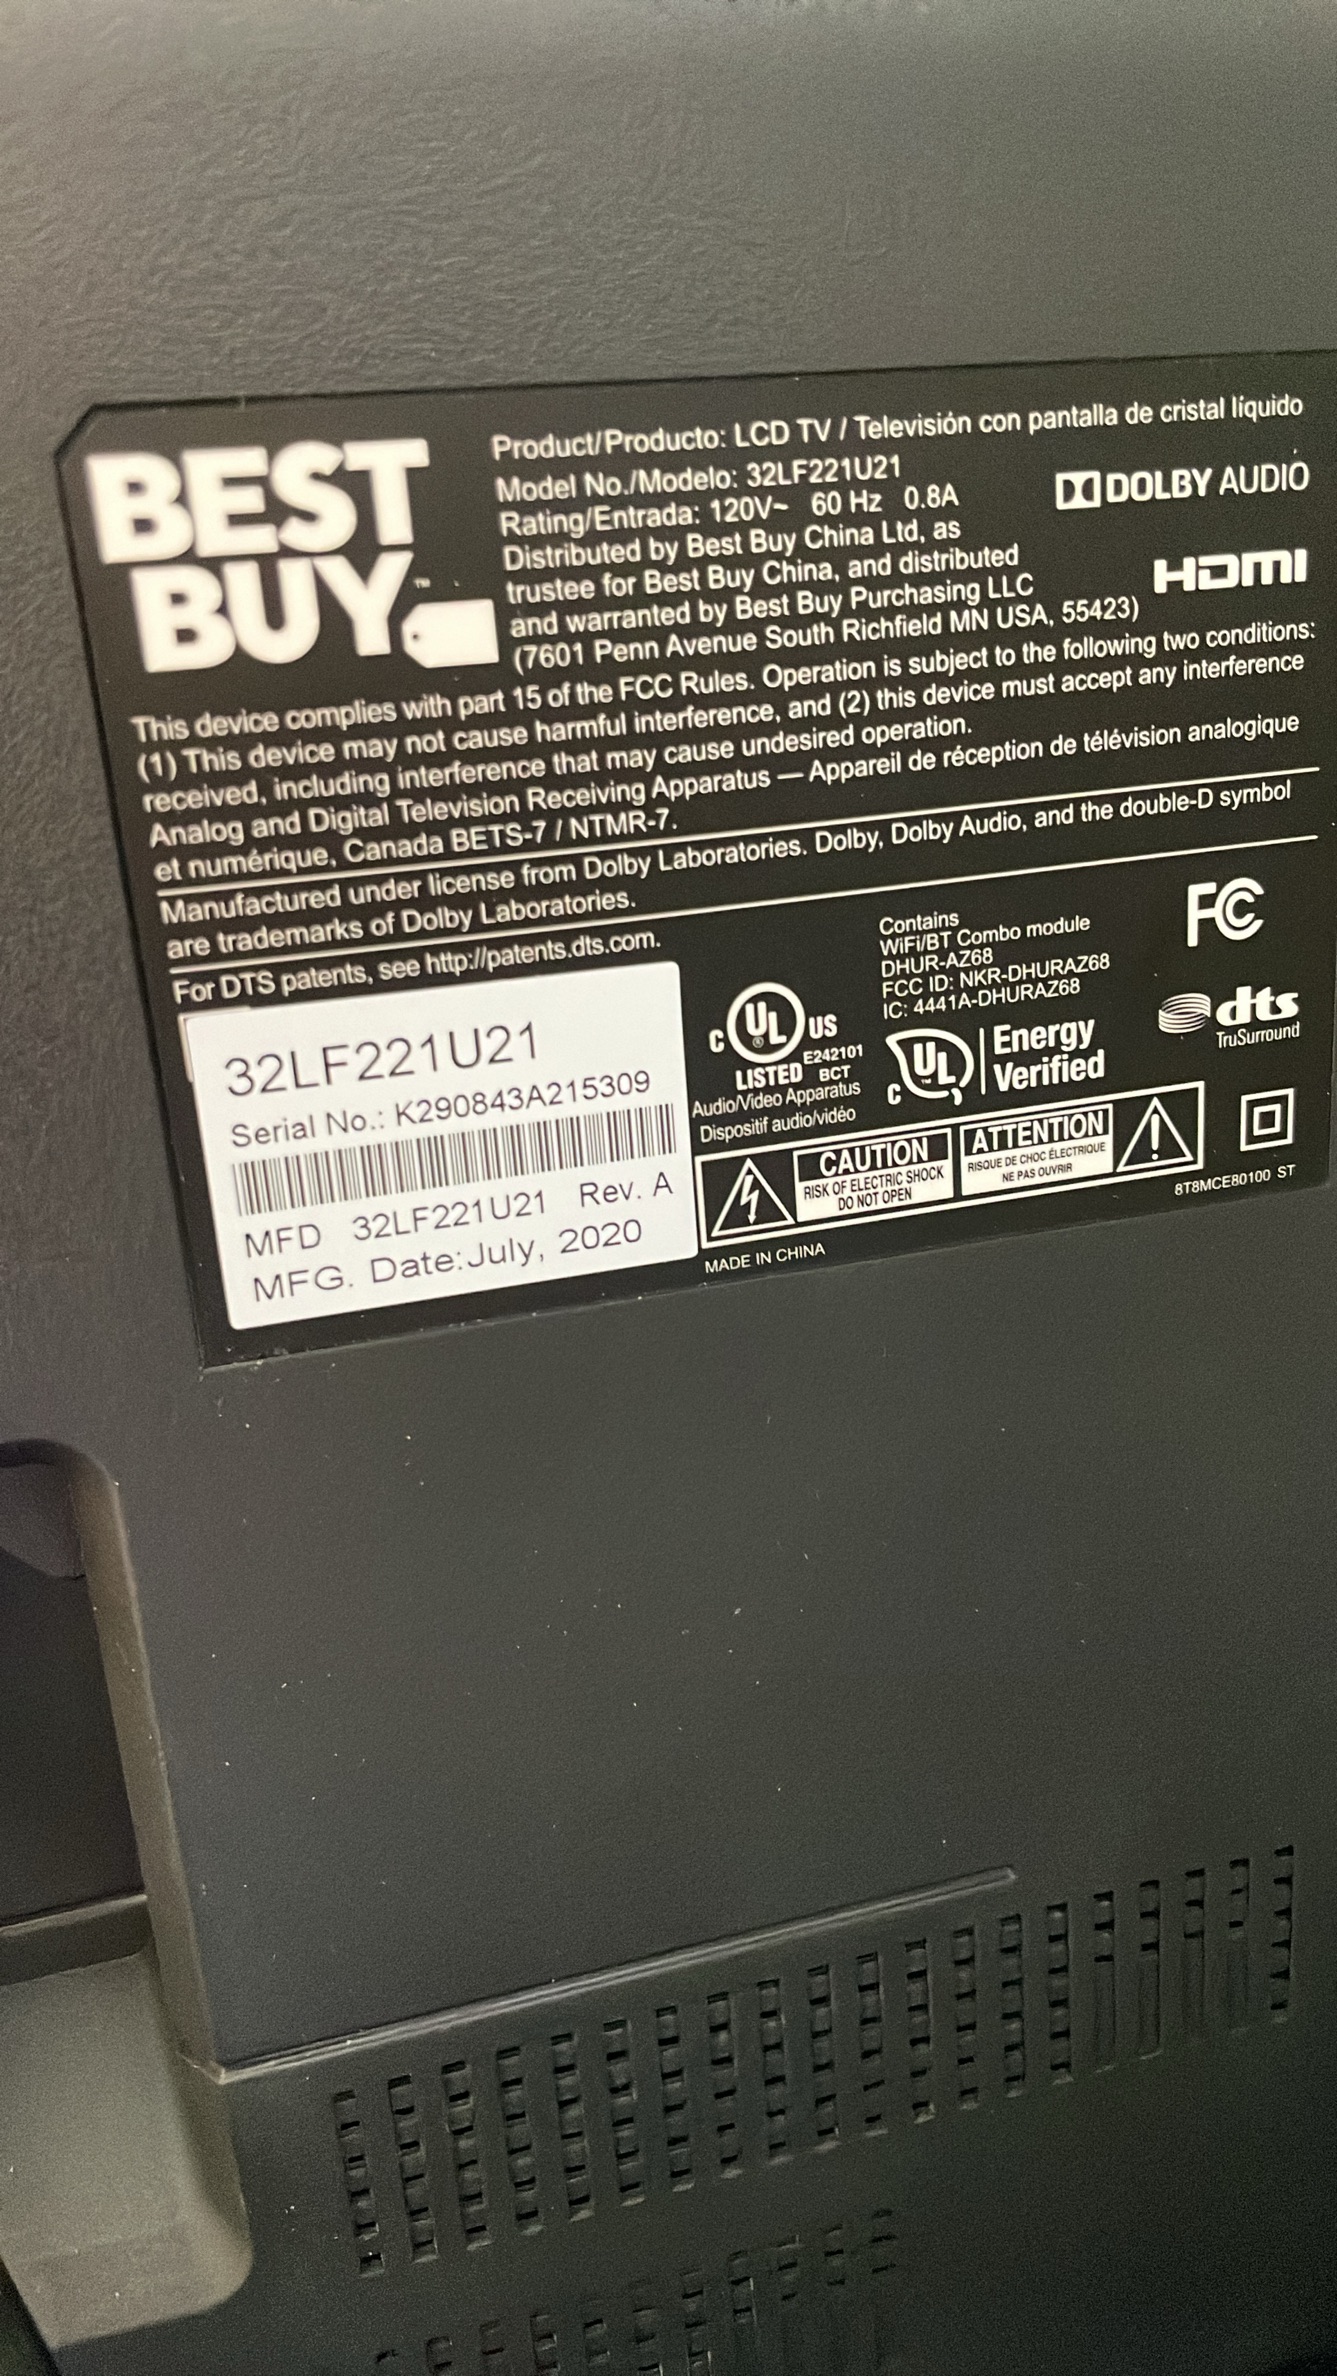 BEST
BUY™
Product/Producto: LCD TV / Televisión con pantalla de cristal líquido
Model No./Modelo: 32LF221U21
Rating/Entrada: 120V~ 60 Hz 0.8A
Distributed by Best Buy China Ltd, as
trustee for Best Buy China, and distributed
and warranted by Best Buy Purchasing LLC
(7601 Penn Avenue South Richfield MN USA, 55423)
DOLBY AUDIO
HDMI
This device complies with part 15 of the FCC Rules. Operation is subject to the following two conditions:
(1) This device may not cause harmful interference, and (2) this device must accept any interference
received, including interference that may cause undesired operation.
Analog and Digital Television Receiving Apparatus — Appareil de réception de télévision analogique
et numérique, Canada BETS-7 / NTMR-7.
Manufactured under license from Dolby Laboratories. Dolby, Dolby Audio, and the double-D symbol
are trademarks of Dolby Laboratories.
For DTS patents, see http://patents.dts.com.
32LF221U21
Serial No.: K290843A215309
MFD 32LF221U21 Rev. A
MFG. Date:July, 2020
C UL® US
LISTED E242101
BCT
Audio/Video Apparatus
Dispositif audio/vidéo
Contains
WiFi/BT Combo module
DHUR-AZ68
FCC ID: NKR-DHURAZ68
IC: 4441A-DHURAZ68
C UL™ Energy
Verified
FC
dts
TruSurround
CAUTION
RISK OF ELECTRIC SHOCK
DO NOT OPEN
ATTENTION
RISQUE DE CHOC ÉLECTRIQUE
NE PAS OUVRIR
8T8MCE80100 ST
MADE IN CHINA